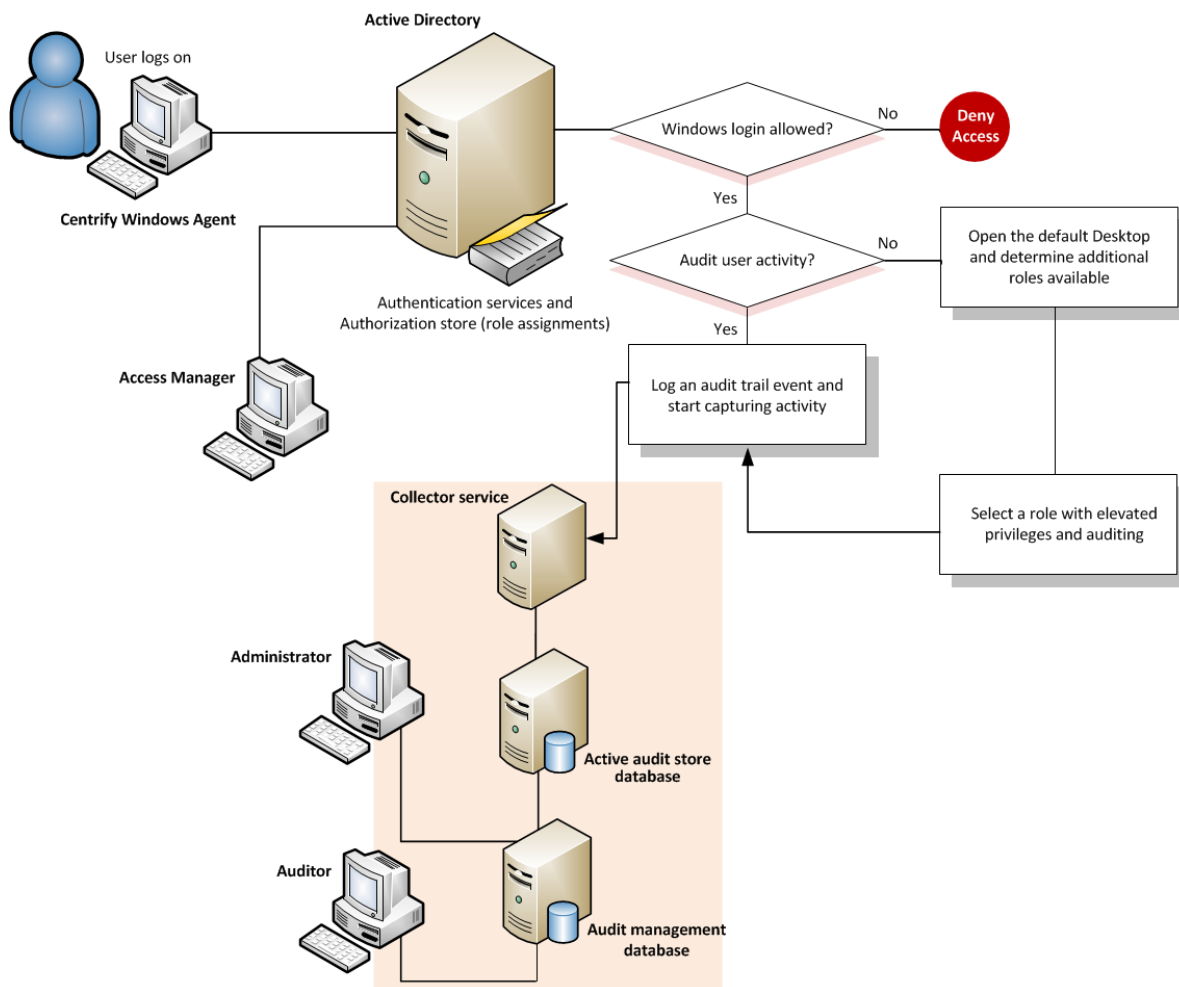 Active Directory
User logs on
Centrify Windows Agent
Authentication services and
Authorization store (role assignments)
Access Manager
Windows login allowed?
No
Deny
Access
Yes
Audit user activity?
No
Open the default Desktop
and determine additional
roles available
Yes
Log an audit trail event and
start capturing activity
Select a role with elevated
privileges and auditing
Collector service
Administrator
Active audit store
database
Auditor
Audit management
database